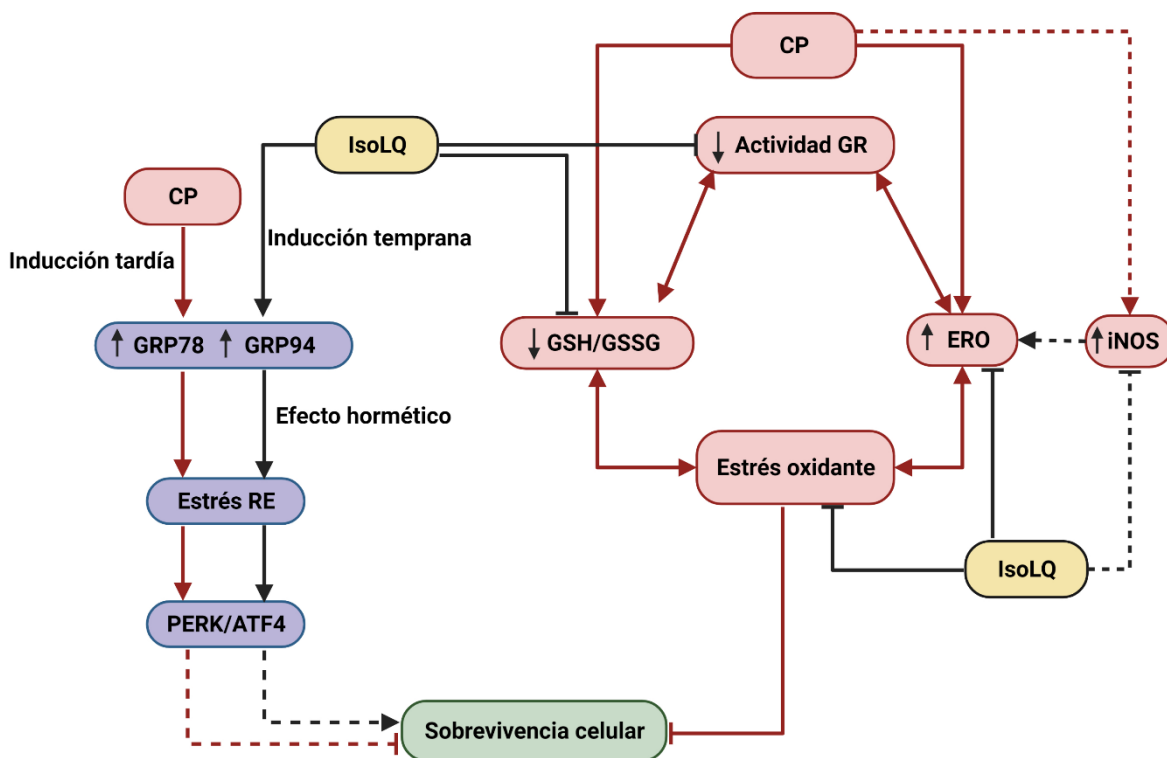 CP
IsoLQ
↓ Actividad GR
CP
Inducción temprana
Inducción tardía
↑ GRP78 ↑ GRP94
↓ GSH/GSSG
↑ ERO
↑ iNOS
Efecto hormético
Estrés oxidante
Estrés RE
IsoLQ
PERK/ATF4
Sobrevivencia celular